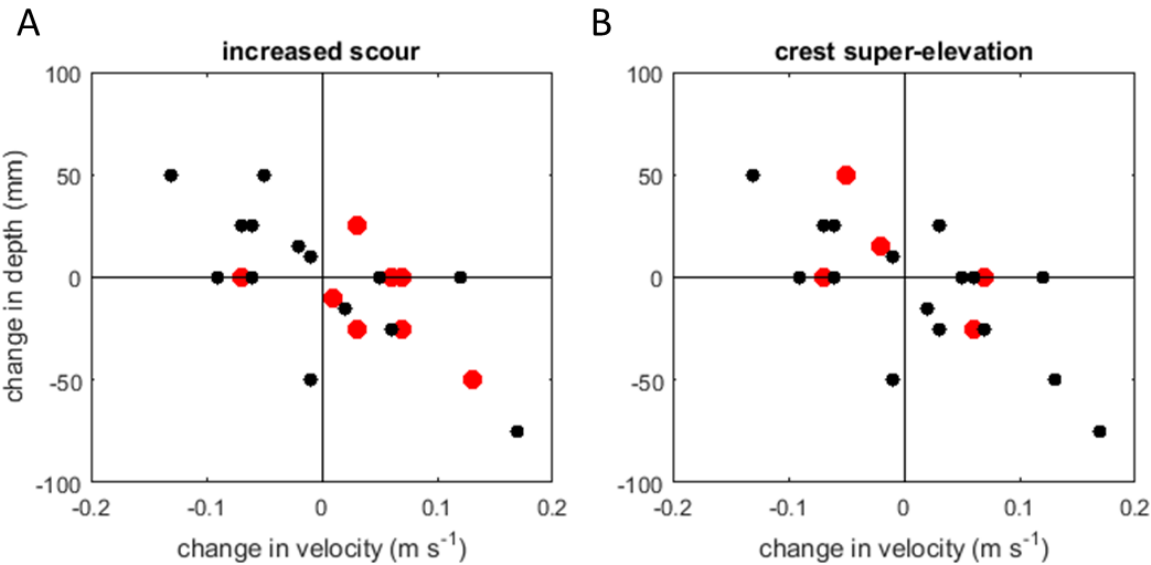 A
increased scour
100
50
0
-50
-100
-0.2
-0.1
0
0.1
0.2
change in depth (mm)
change in velocity (m s-1)
B
crest super-elevation
100
50
0
-50
-100
-0.2
-0.1
0
0.1
0.2
change in velocity (m s-1)